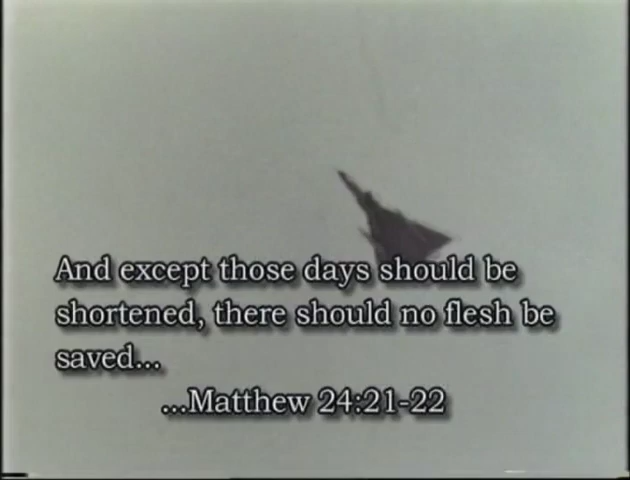 And except those days should be
shortened, there should no flesh be
saved...
...Matthew 24:21-22